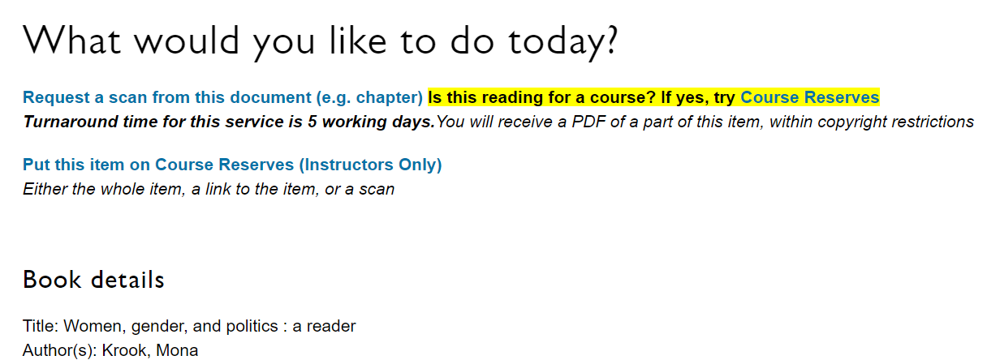 What would you like to do today?
Request a scan from this document (e.g. chapter) Is this reading for a course? If yes, try Course Reserves
Turnaround time for this service is 5 working days.You will receive a PDF of a part of this item, within copyright restrictions
Put this item on Course Reserves (Instructors Only)
Either the whole item, a link to the item, or a scan
Book details
Title: Women, gender, and politics : a reader
Author(s): Krook, Mona